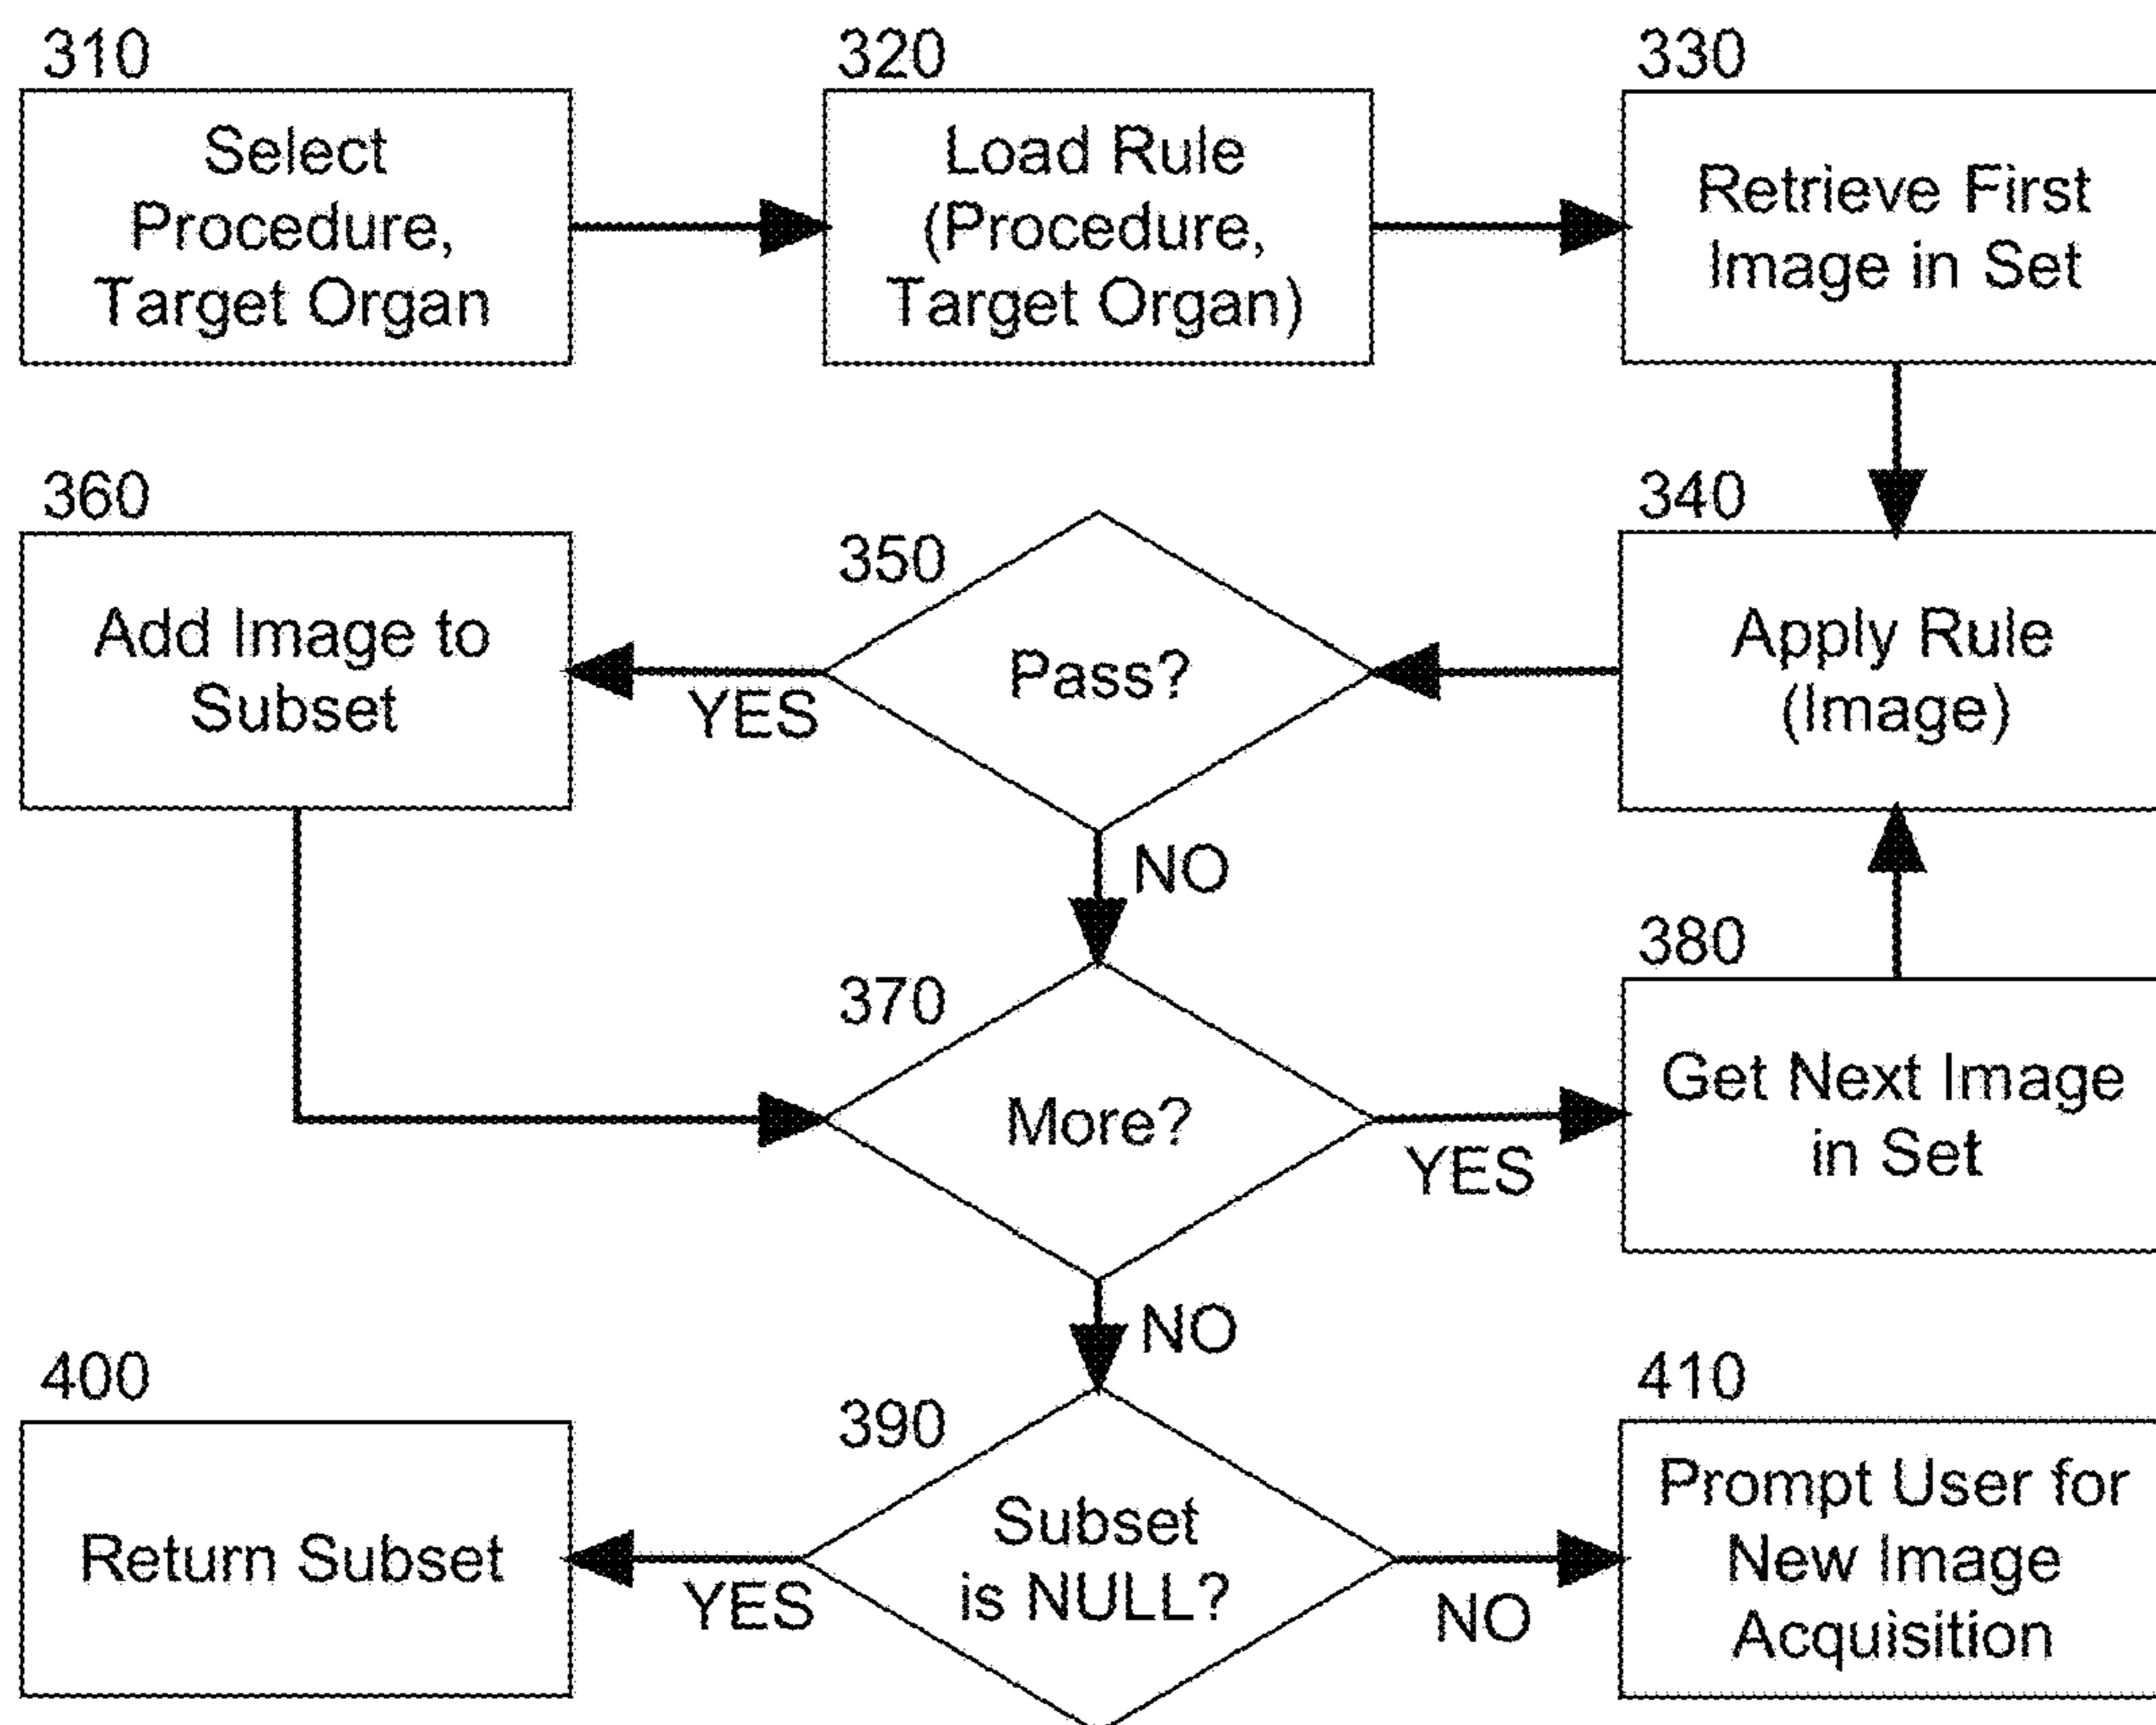 310
Select
Procedure,
Target Organ
320
Load Rule
(Procedure,
Target Organ)
330
Retrieve First
Image in Set
340
Apply Rule
(Image)
350
Pass?
YES
NO
360
Add Image to
Subset
370
More?
YES
NO
380
Get Next Image
in Set
390
Subset
is NULL?
YES
NO
400
Return Subset
410
Prompt User for
New Image
Acquisition